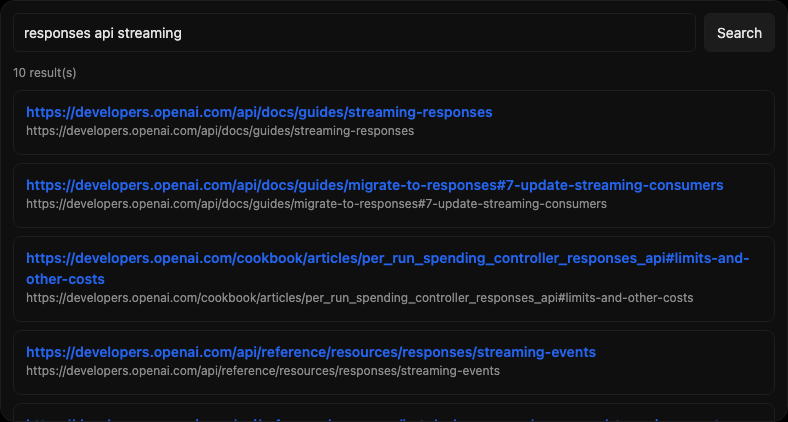 responses api streaming
Search
10 result(s)
https://developers.openai.com/api/docs/guides/streaming-responses
https://developers.openai.com/api/docs/guides/streaming-responses
https://developers.openai.com/api/docs/guides/migrate-to-responses#7-update-streaming-consumers
https://developers.openai.com/api/docs/guides/migrate-to-responses#7-update-streaming-consumers
https://developers.openai.com/cookbook/articles/per_run_spending_controller_responses_api#limits-and-
other-costs
https://developers.openai.com/cookbook/articles/per_run_spending_controller_responses_api#limits-and-other-costs
https://developers.openai.com/api/reference/resources/responses/streaming-events
https://developers.openai.com/api/reference/resources/responses/streaming-events